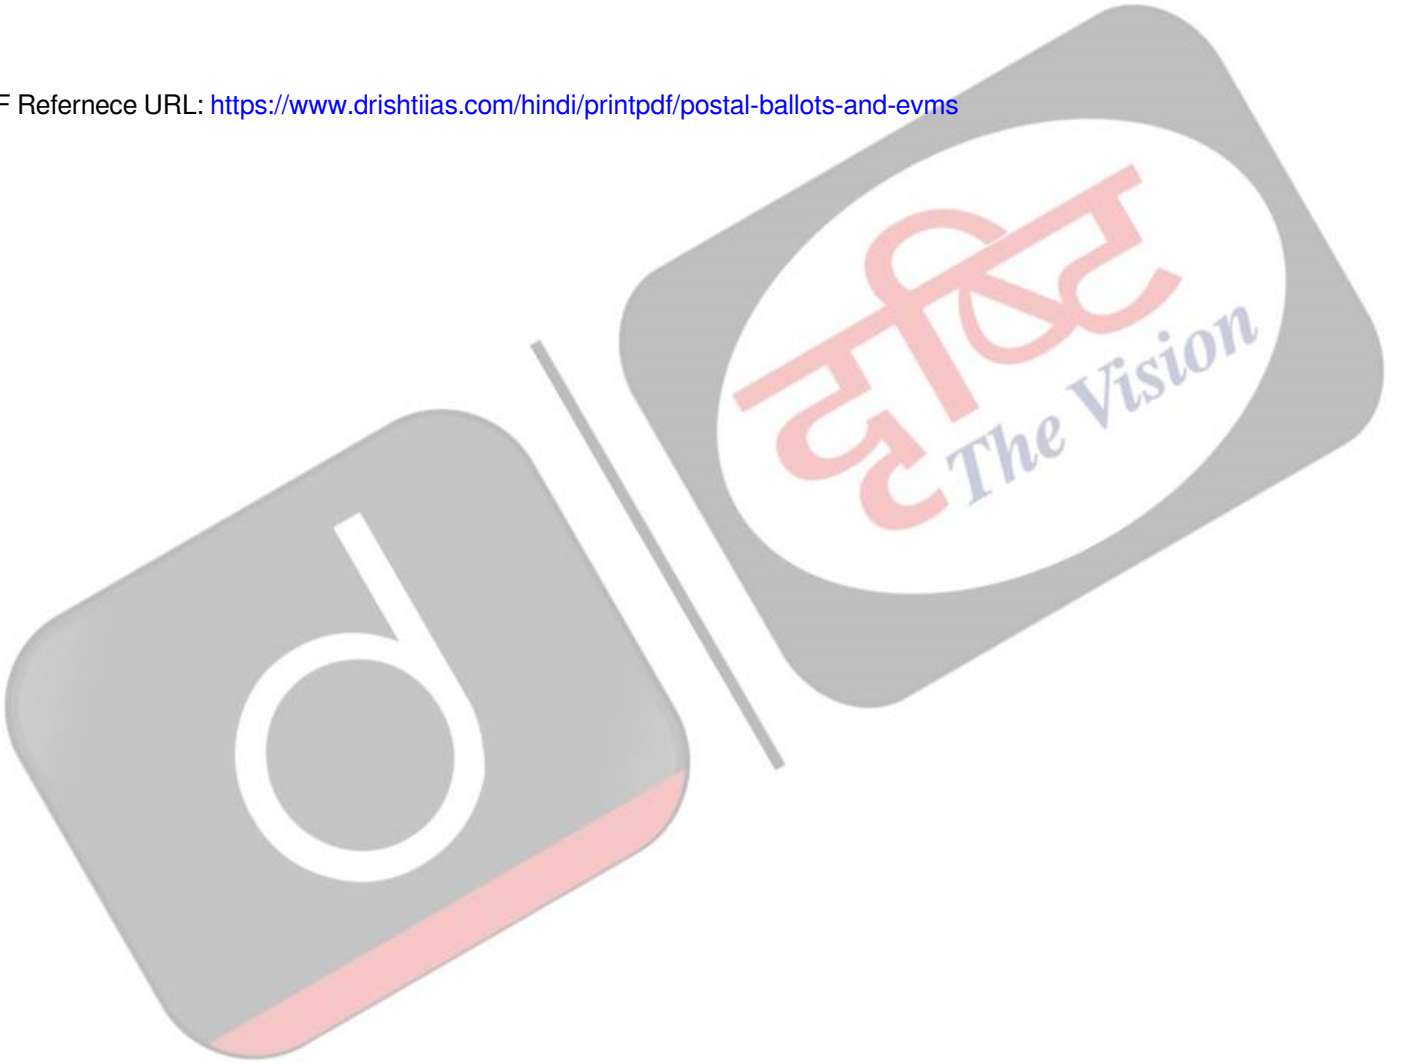 F Refernece URL: https://www.drishtiias.com/hindi/printpdf/postal-ballots-and-evms
दृष्टि
The Vision
d